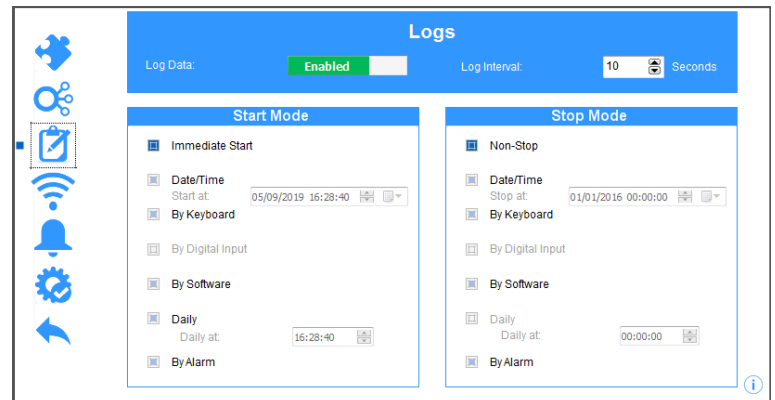 Logs
Log Data: Enabled Log Interval: 10 Seconds
Start Mode
Immediate Start
Date/Time
Start at: 05/09/2019 16:28:40
By Keyboard
By Digital Input
By Software
Daily
Daily at: 16:28:40
By Alarm
Stop Mode
Non-Stop
Date/Time
Stop at: 01/01/2016 00:00:00
By Keyboard
By Digital Input
By Software
Daily
Daily at: 00:00:00
By Alarm